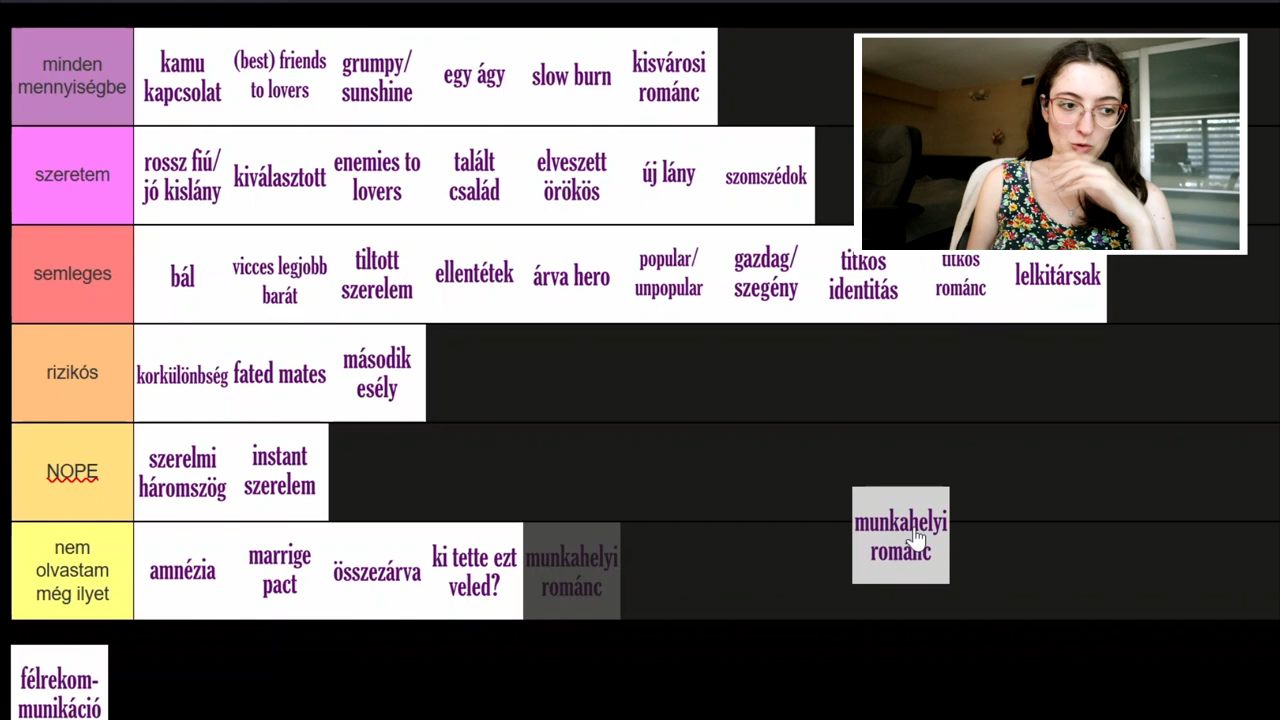 minden
mennyiségbe
kamu
kapcsolat
(best) friends
to lovers
grumpy/
sunshine
egy ágy
slow burn
kisvárosi
románc
szeretem
rossz fiú/
jó kislány
kiválasztott
enemies to
lovers
talált
család
elveszett
örökös
új lány
szomszédok
semleges
bál
vicces legjobb
barát
tiltott
szerelem
ellentétek
árva hero
popular/
unpopular
gazdag/
szegény
titkos
identitás
titkos
románc
lelkitársak
rizikós
korkülönbség
fated mates
második
esély
NOPE
szerelmi
háromszög
instant
szerelem
nem
olvastam
még ilyet
amnézia
marrige
pact
összezárva
ki tette ezt
veled?
munkahelyi
románc
munkahelyi
románc
félrekom-
munikáció